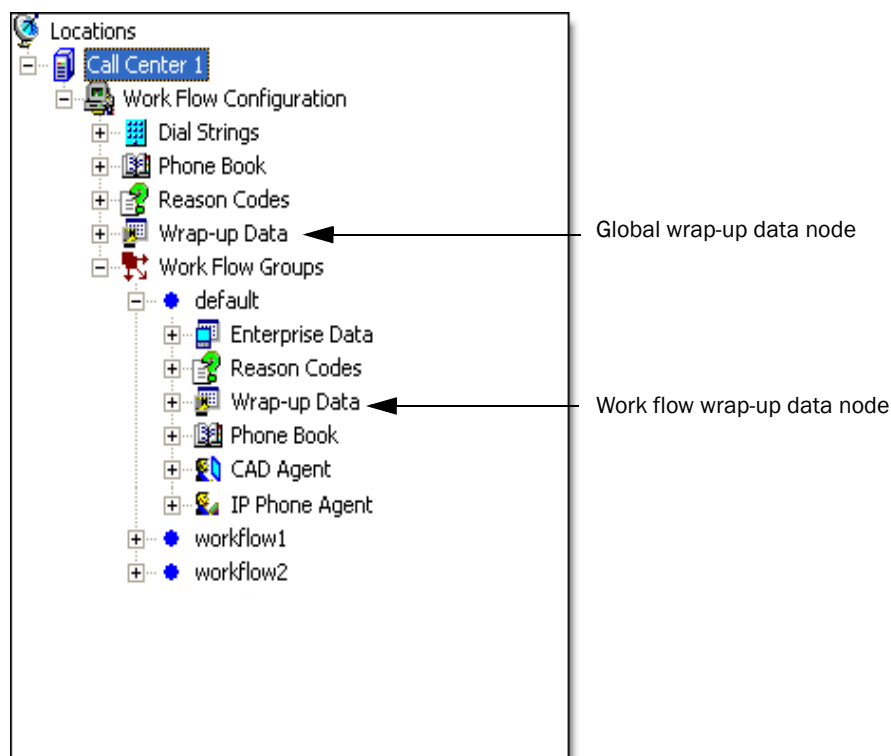 Locations
Call Center 1
Work Flow Configuration
Dial Strings
Phone Book
Reason Codes
Wrap-up Data
Global wrap-up data node
Work Flow Groups
default
Enterprise Data
Reason Codes
Wrap-up Data
Work flow wrap-up data node
Phone Book
CAD Agent
IP Phone Agent
workflow1
workflow2